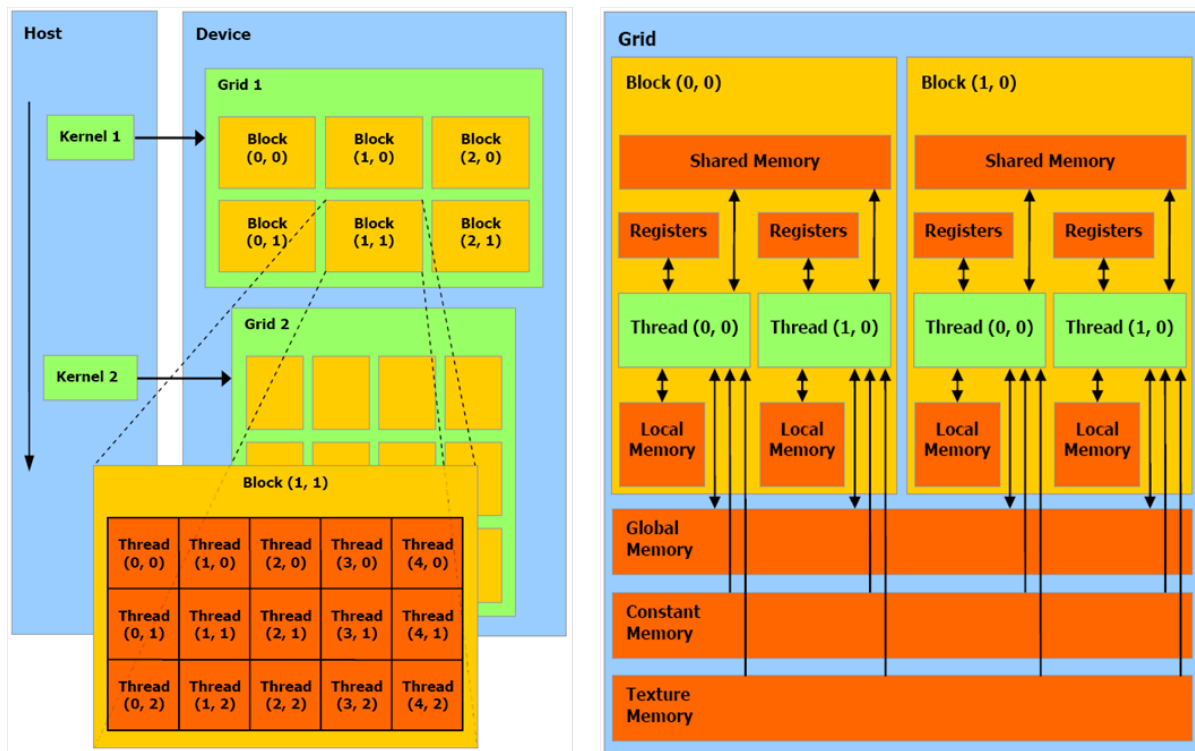 Host
Device
Grid 1
Kernel 1
Block
(0, 0)
Block
(1, 0)
Block
(2, 0)
Block
(0, 1)
Block
(1, 1)
Block
(2, 1)
Grid 2
Kernel 2
Block (1, 1)
Thread
(0, 0)
Thread
(1, 0)
Thread
(2, 0)
Thread
(3, 0)
Thread
(4, 0)
Thread
(0, 1)
Thread
(1, 1)
Thread
(2, 1)
Thread
(3, 1)
Thread
(4, 1)
Thread
(0, 2)
Thread
(1, 2)
Thread
(2, 2)
Thread
(3, 2)
Thread
(4, 2)
Grid
Block (0, 0)
Shared Memory
Registers
Registers
Thread (0, 0)
Thread (1, 0)
Local
Memory
Local
Memory
Block (1, 0)
Shared Memory
Registers
Registers
Thread (0, 0)
Thread (1, 0)
Local
Memory
Local
Memory
Global
Memory
Constant
Memory
Texture
Memory